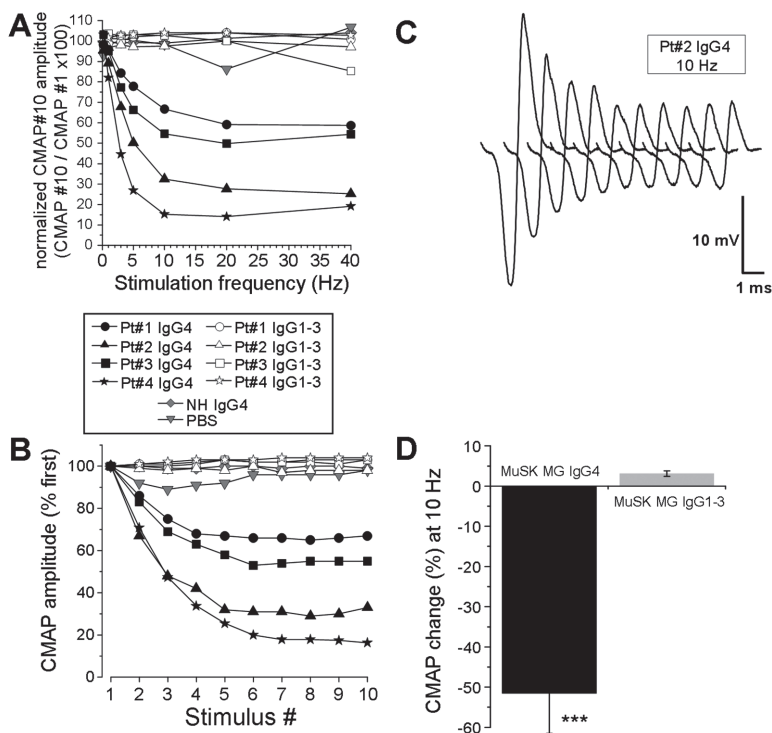 A
normalized CMAP#10 amplitude
(CMAP #10 / CMAP #1 x100)
110
100
90
80
70
60
50
40
30
20
10
0
0 5 10 15 20 25 30 35 40
Stimulation frequency (Hz)
Pt#1 IgG4
Pt#2 IgG4
Pt#3 IgG4
Pt#4 IgG4
Pt#1 IgG1-3
Pt#2 IgG1-3
Pt#3 IgG1-3
Pt#4 IgG1-3
NH IgG4
PBS
B
CMAP amplitude (% first)
100
80
60
40
20
0
1 2 3 4 5 6 7 8 9 10
Stimulus #
C
Pt#2 IgG4
10 Hz
10 mV
1 ms
D
CMAP change (%) at 10 Hz
10
5
0
-5
-10
-20
-30
-40
-50
-60
MuSK MG IgG4
MuSK MG IgG1-3
***